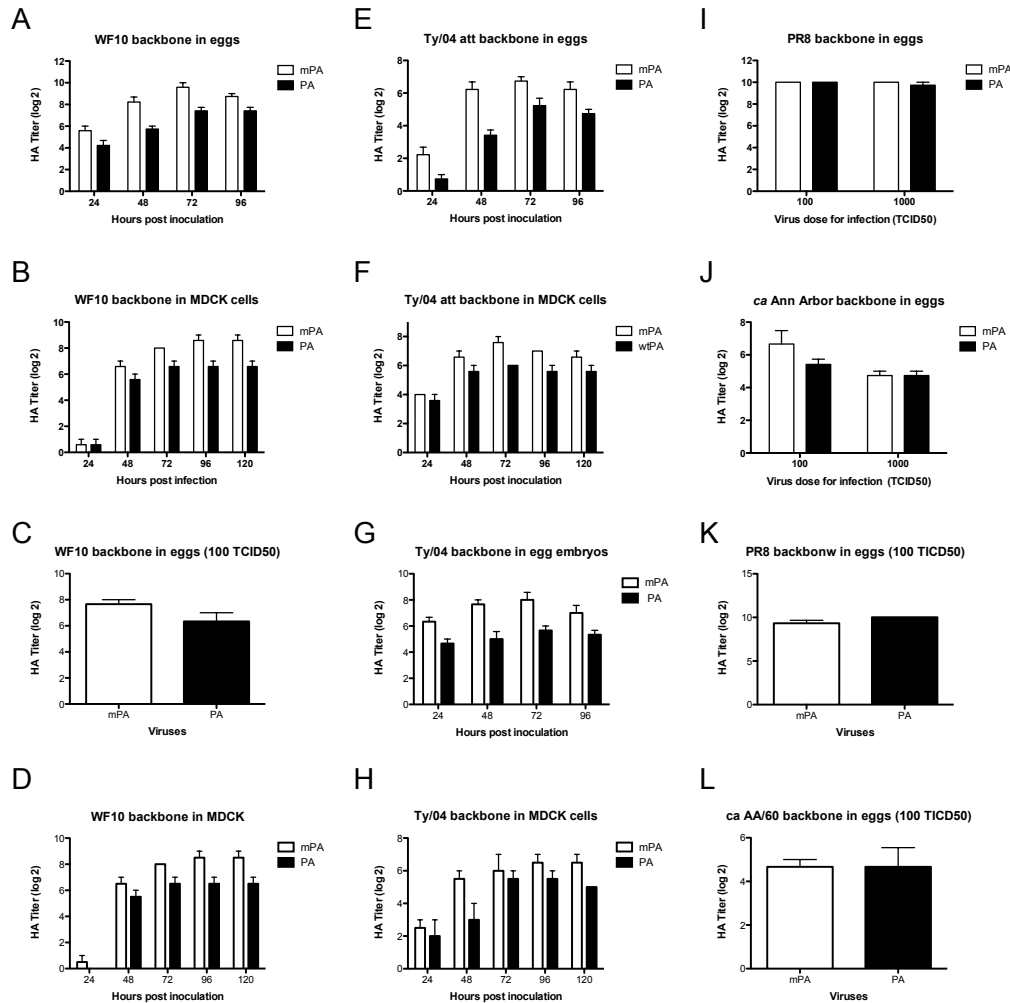 A
WF10 backbone in eggs
HA Titer (log 2)
10
8
6
4
2
0
24 48 72 96
Hours post inoculation
mPA
PA
E
Ty/04 att backbone in eggs
HA Titer (log 2)
8
6
4
2
0
24 48 72 96
Hours post inoculation
mPA
PA
I
PR8 backbone in eggs
HA Titer (log 2)
10
8
6
4
2
0
100 1000
Virus dose for infection (TCID50)
mPA
PA
B
WF10 backbone in MDCK cells
HA Titer (log 2)
10
8
6
4
2
0
24 48 72 96 120
Hours post infection
mPA
PA
F
Ty/04 att backbone in MDCK cells
HA Titer (log 2)
8
6
4
2
0
24 48 72 96 120
Hours post inoculation
mPA
wtPA
J
ca Ann Arbor backbone in eggs
HA Titer (log 2)
8
6
4
2
0
100 1000
Virus dose for infection (TCID50)
mPA
PA
C
WF10 backbone in eggs (100 TCID50)
HA Titer (log 2)
10
8
6
4
2
0
mPA PA
Viruses
G
Ty/04 backbone in egg embryos
HA Titer (log 2)
10
8
6
4
2
0
24 48 72 96
Hours post inoculation
mPA
PA
K
PR8 backbonw in eggs (100 TICD50)
HA Titer (log 2)
15
10
5
0
mPA PA
Viruses
D
WF10 backbone in MDCK
HA Titer (log 2)
10
8
6
4
2
0
24 48 72 96 120
Hours post inoculation
mPA
PA
H
Ty/04 backbone in MDCK cells
HA Titer (log 2)
8
6
4
2
0
24 48 72 96 120
Hours post inoculation
mPA
PA
L
ca AA/60 backbone in eggs (100 TICD50)
HA Titer (log 2)
6
4
2
0
mPA PA
Viruses